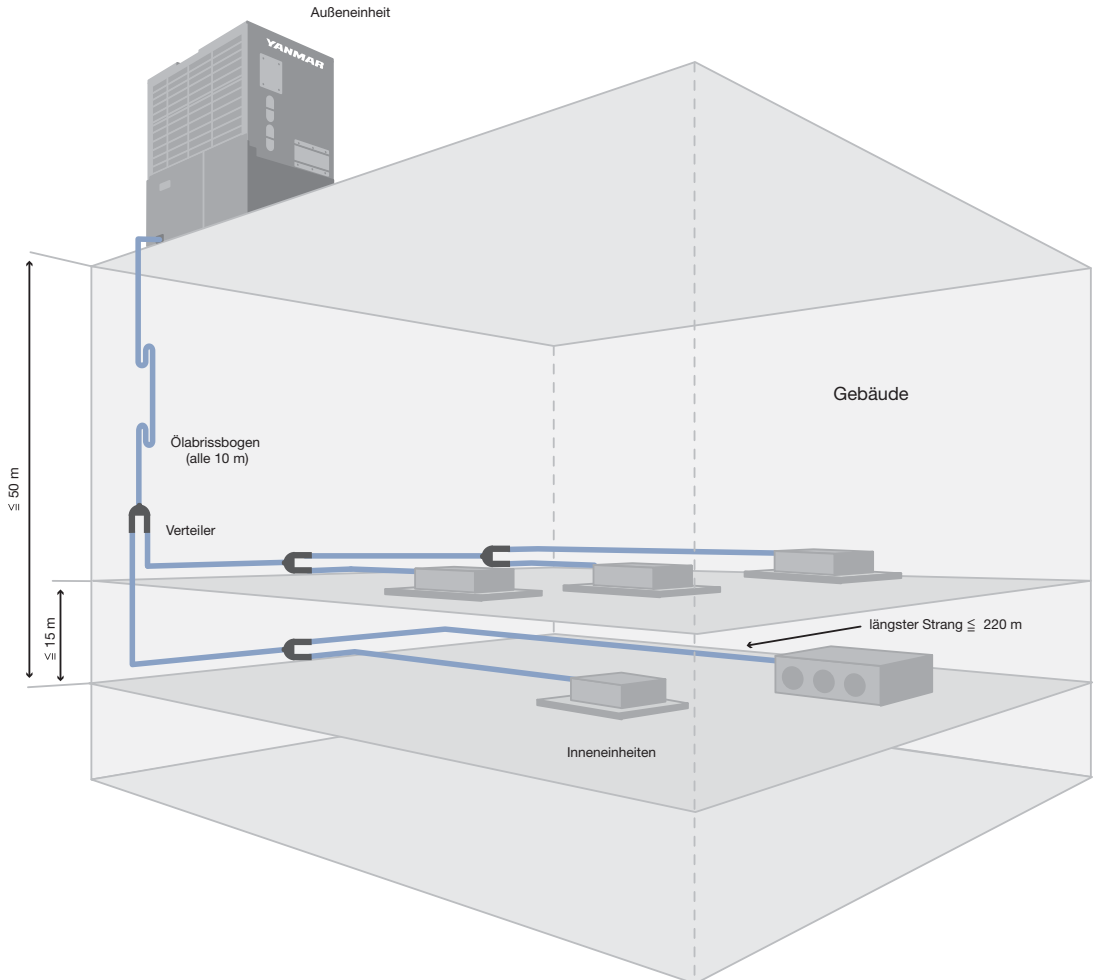 Außeneinheit
YANMAR
Gebäude
Ölabrissbogen
(alle 10 m)
≦ 50 m
Verteiler
≦ 15 m
längster Strang ≦ 220 m
Inneneinheiten